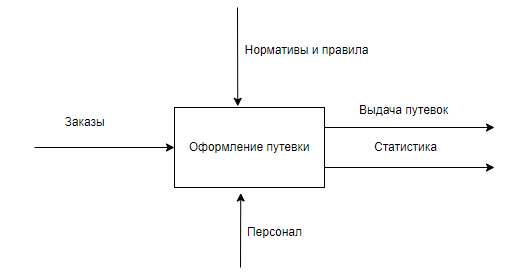 Нормативы и правила
Заказы
Выдача путевок
Оформление путевки
Статистика
Персонал